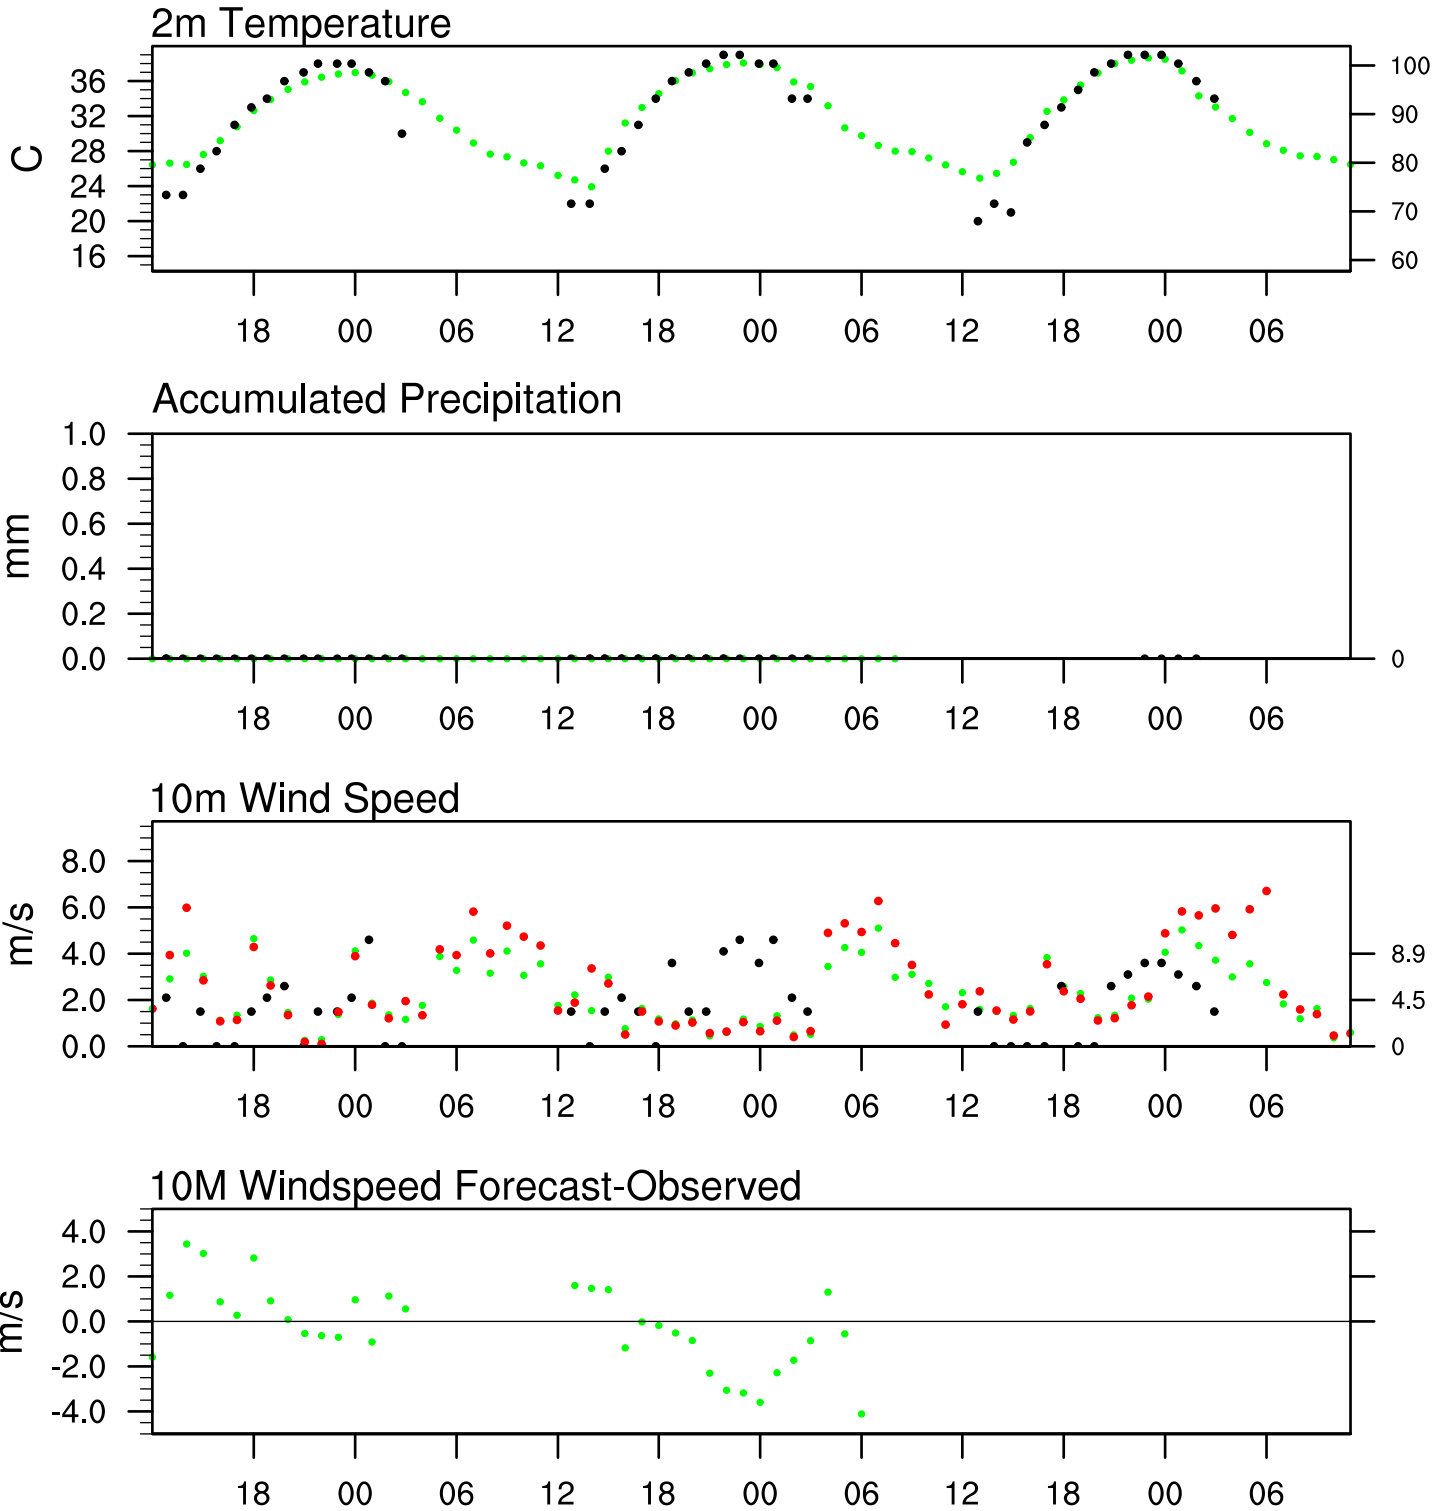 2m Temperature
C
36
32
28
24
20
16
100
90
80
70
60
18 00 06 12 18 00 06 12 18 00 06
Accumulated Precipitation
mm
1.0
0.8
0.6
0.4
0.2
0.0
0
18 00 06 12 18 00 06 12 18 00 06
10m Wind Speed
m/s
8.0
6.0
4.0
2.0
0.0
8.9
4.5
0
18 00 06 12 18 00 06 12 18 00 06
10M Windspeed Forecast-Observed
m/s
4.0
2.0
0.0
-2.0
-4.0
18 00 06 12 18 00 06 12 18 00 06